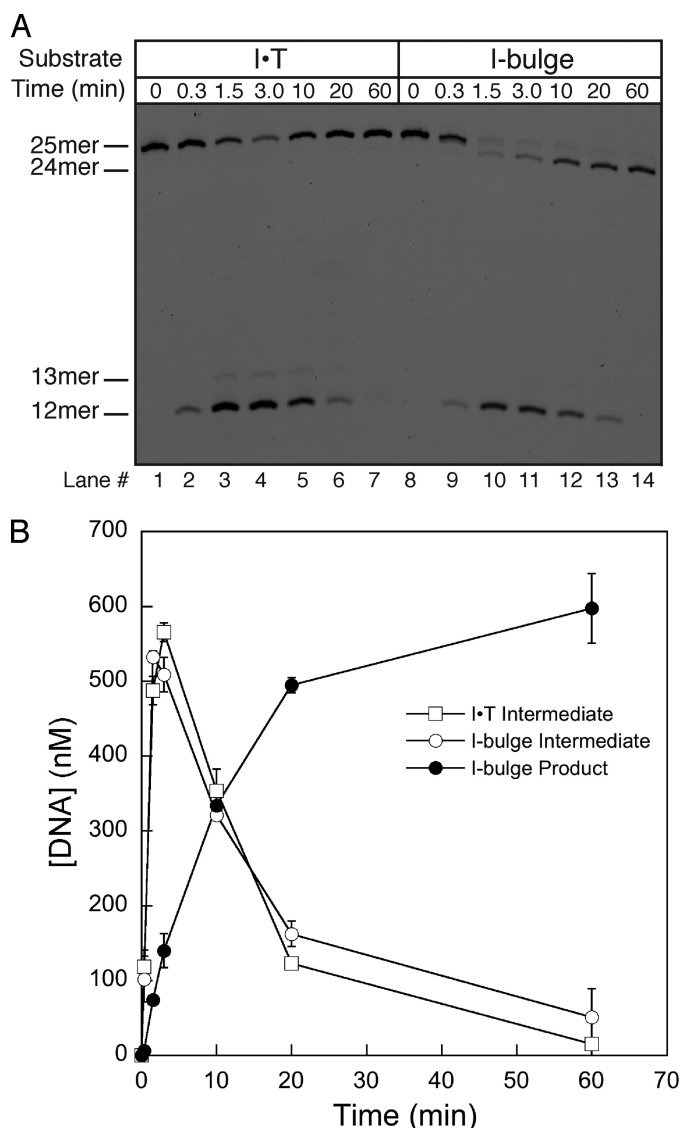 A
Substrate I•T I-bulge
Time (min) 0 0.3 1.5 3.0 10 20 60 0 0.3 1.5 3.0 10 20 60
25mer
24mer
13mer
12mer
Lane # 1 2 3 4 5 6 7 8 9 10 11 12 13 14
B
700
600
500
400
300
200
100
0
[DNA] (nM)
I•T Intermediate
I-bulge Intermediate
I-bulge Product
0 10 20 30 40 50 60 70
Time (min)